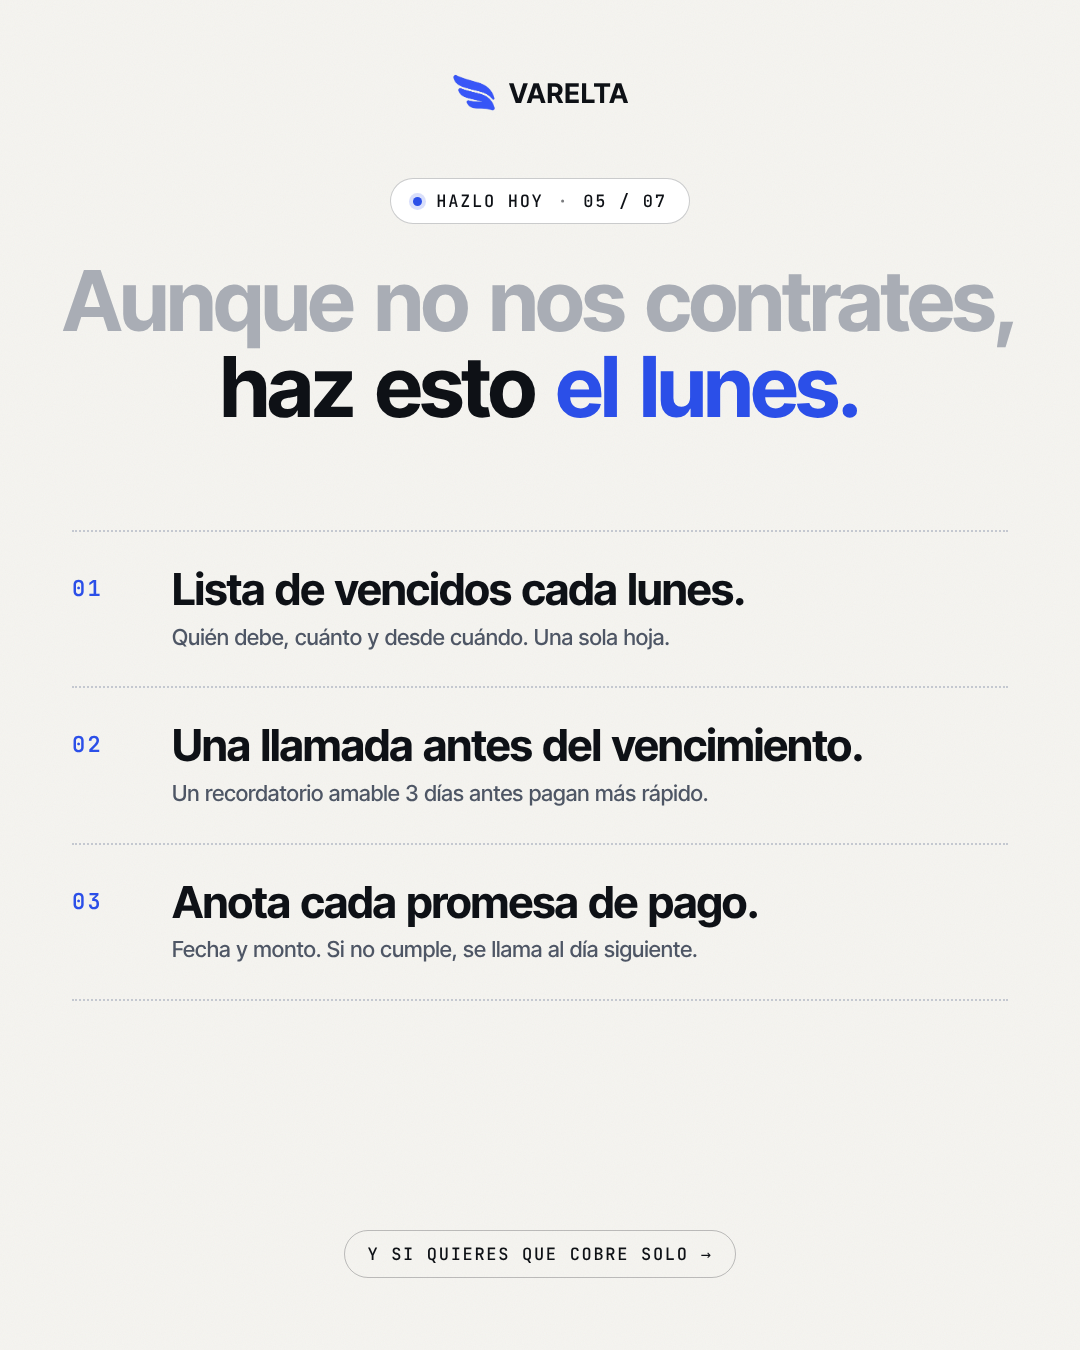 VARELTA
HAZLO HOY · 05 / 07
Aunque no nos contrates,
haz esto el lunes.
01
Lista de vencidos cada lunes.
Quién debe, cuánto y desde cuándo. Una sola hoja.
02
Una llamada antes del vencimiento.
Un recordatorio amable 3 días antes pagan más rápido.
03
Anota cada promesa de pago.
Fecha y monto. Si no cumple, se llama al día siguiente.
Y SI QUIERES QUE COBRE SOLO →